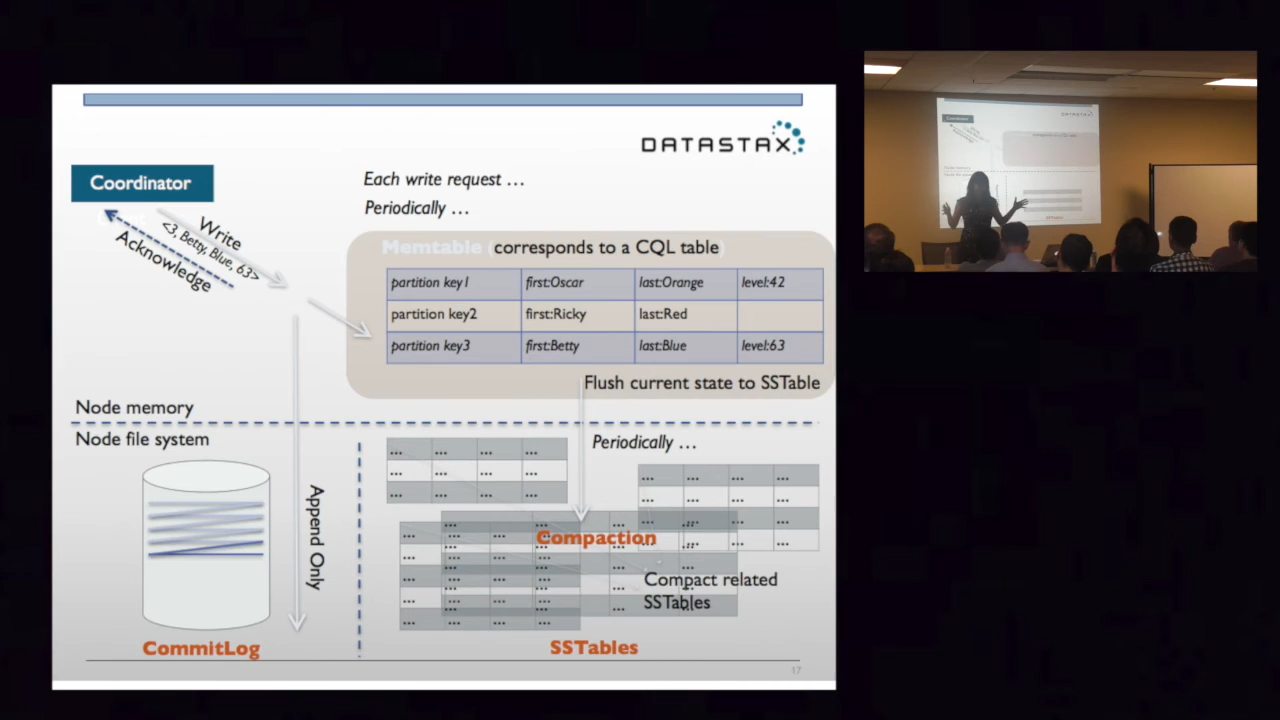 DATASTAX
Coordinator
Each write request …
Periodically …
Write
<3, Betty, Blue, 63>
Acknowledge
Memtable (corresponds to a CQL table)
partition key1 first:Oscar last:Orange level:42
partition key2 first:Ricky last:Red
partition key3 first:Betty last:Blue level:63
Flush current state to SSTable
Node memory
Node file system
Periodically …
... ... ... ...
... ... ... ...
... ... ... ...
Append Only
Compaction
Compact related
SSTables
CommitLog
SSTables
17
Coordinator